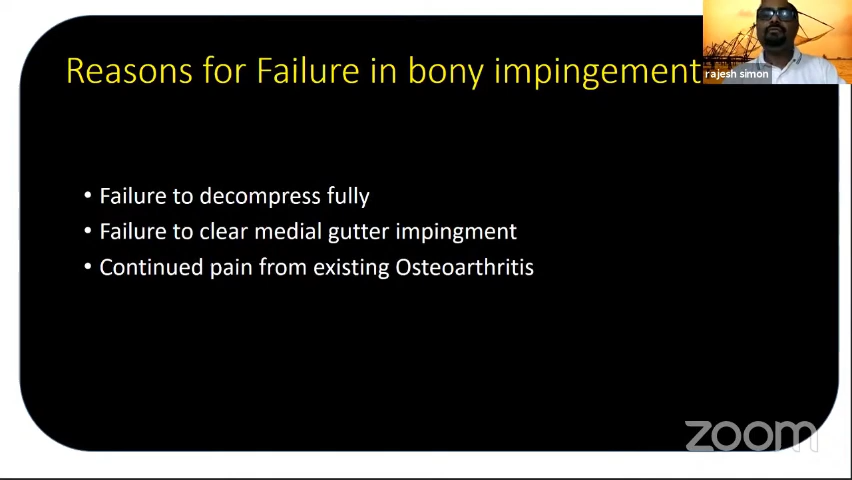 Reasons for Failure in bony impingement
rajesh simon
• Failure to decompress fully
• Failure to clear medial gutter impingment
• Continued pain from existing Osteoarthritis
zoom